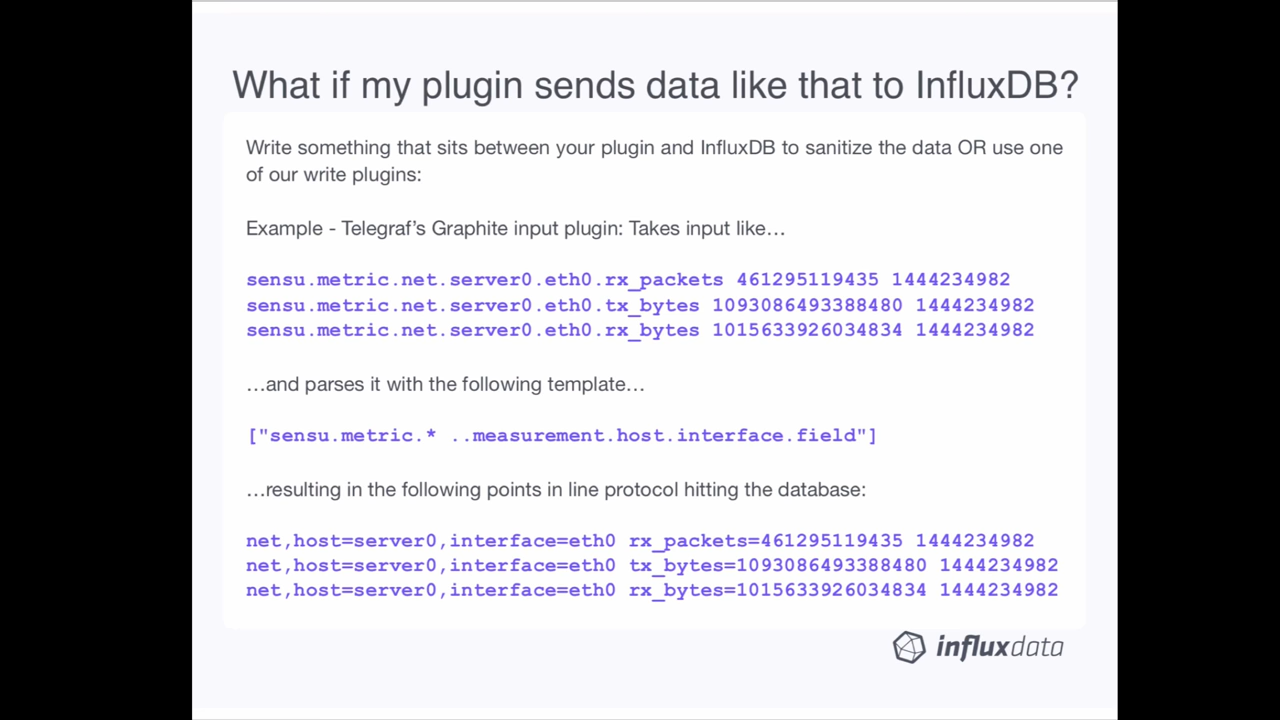 What if my plugin sends data like that to InfluxDB?
Write something that sits between your plugin and InfluxDB to sanitize the data OR use one
of our write plugins:
Example - Telegraf's Graphite input plugin: Takes input like…
sensu.metric.net.server0.eth0.rx_packets 461295119435 1444234982
sensu.metric.net.server0.eth0.tx_bytes 1093086493388480 1444234982
sensu.metric.net.server0.eth0.rx_bytes 1015633926034834 1444234982
…and parses it with the following template…
["sensu.metric.* ..measurement.host.interface.field"]
…resulting in the following points in line protocol hitting the database:
net,host=server0,interface=eth0 rx_packets=461295119435 1444234982
net,host=server0,interface=eth0 tx_bytes=1093086493388480 1444234982
net,host=server0,interface=eth0 rx_bytes=1015633926034834 1444234982
influxdata